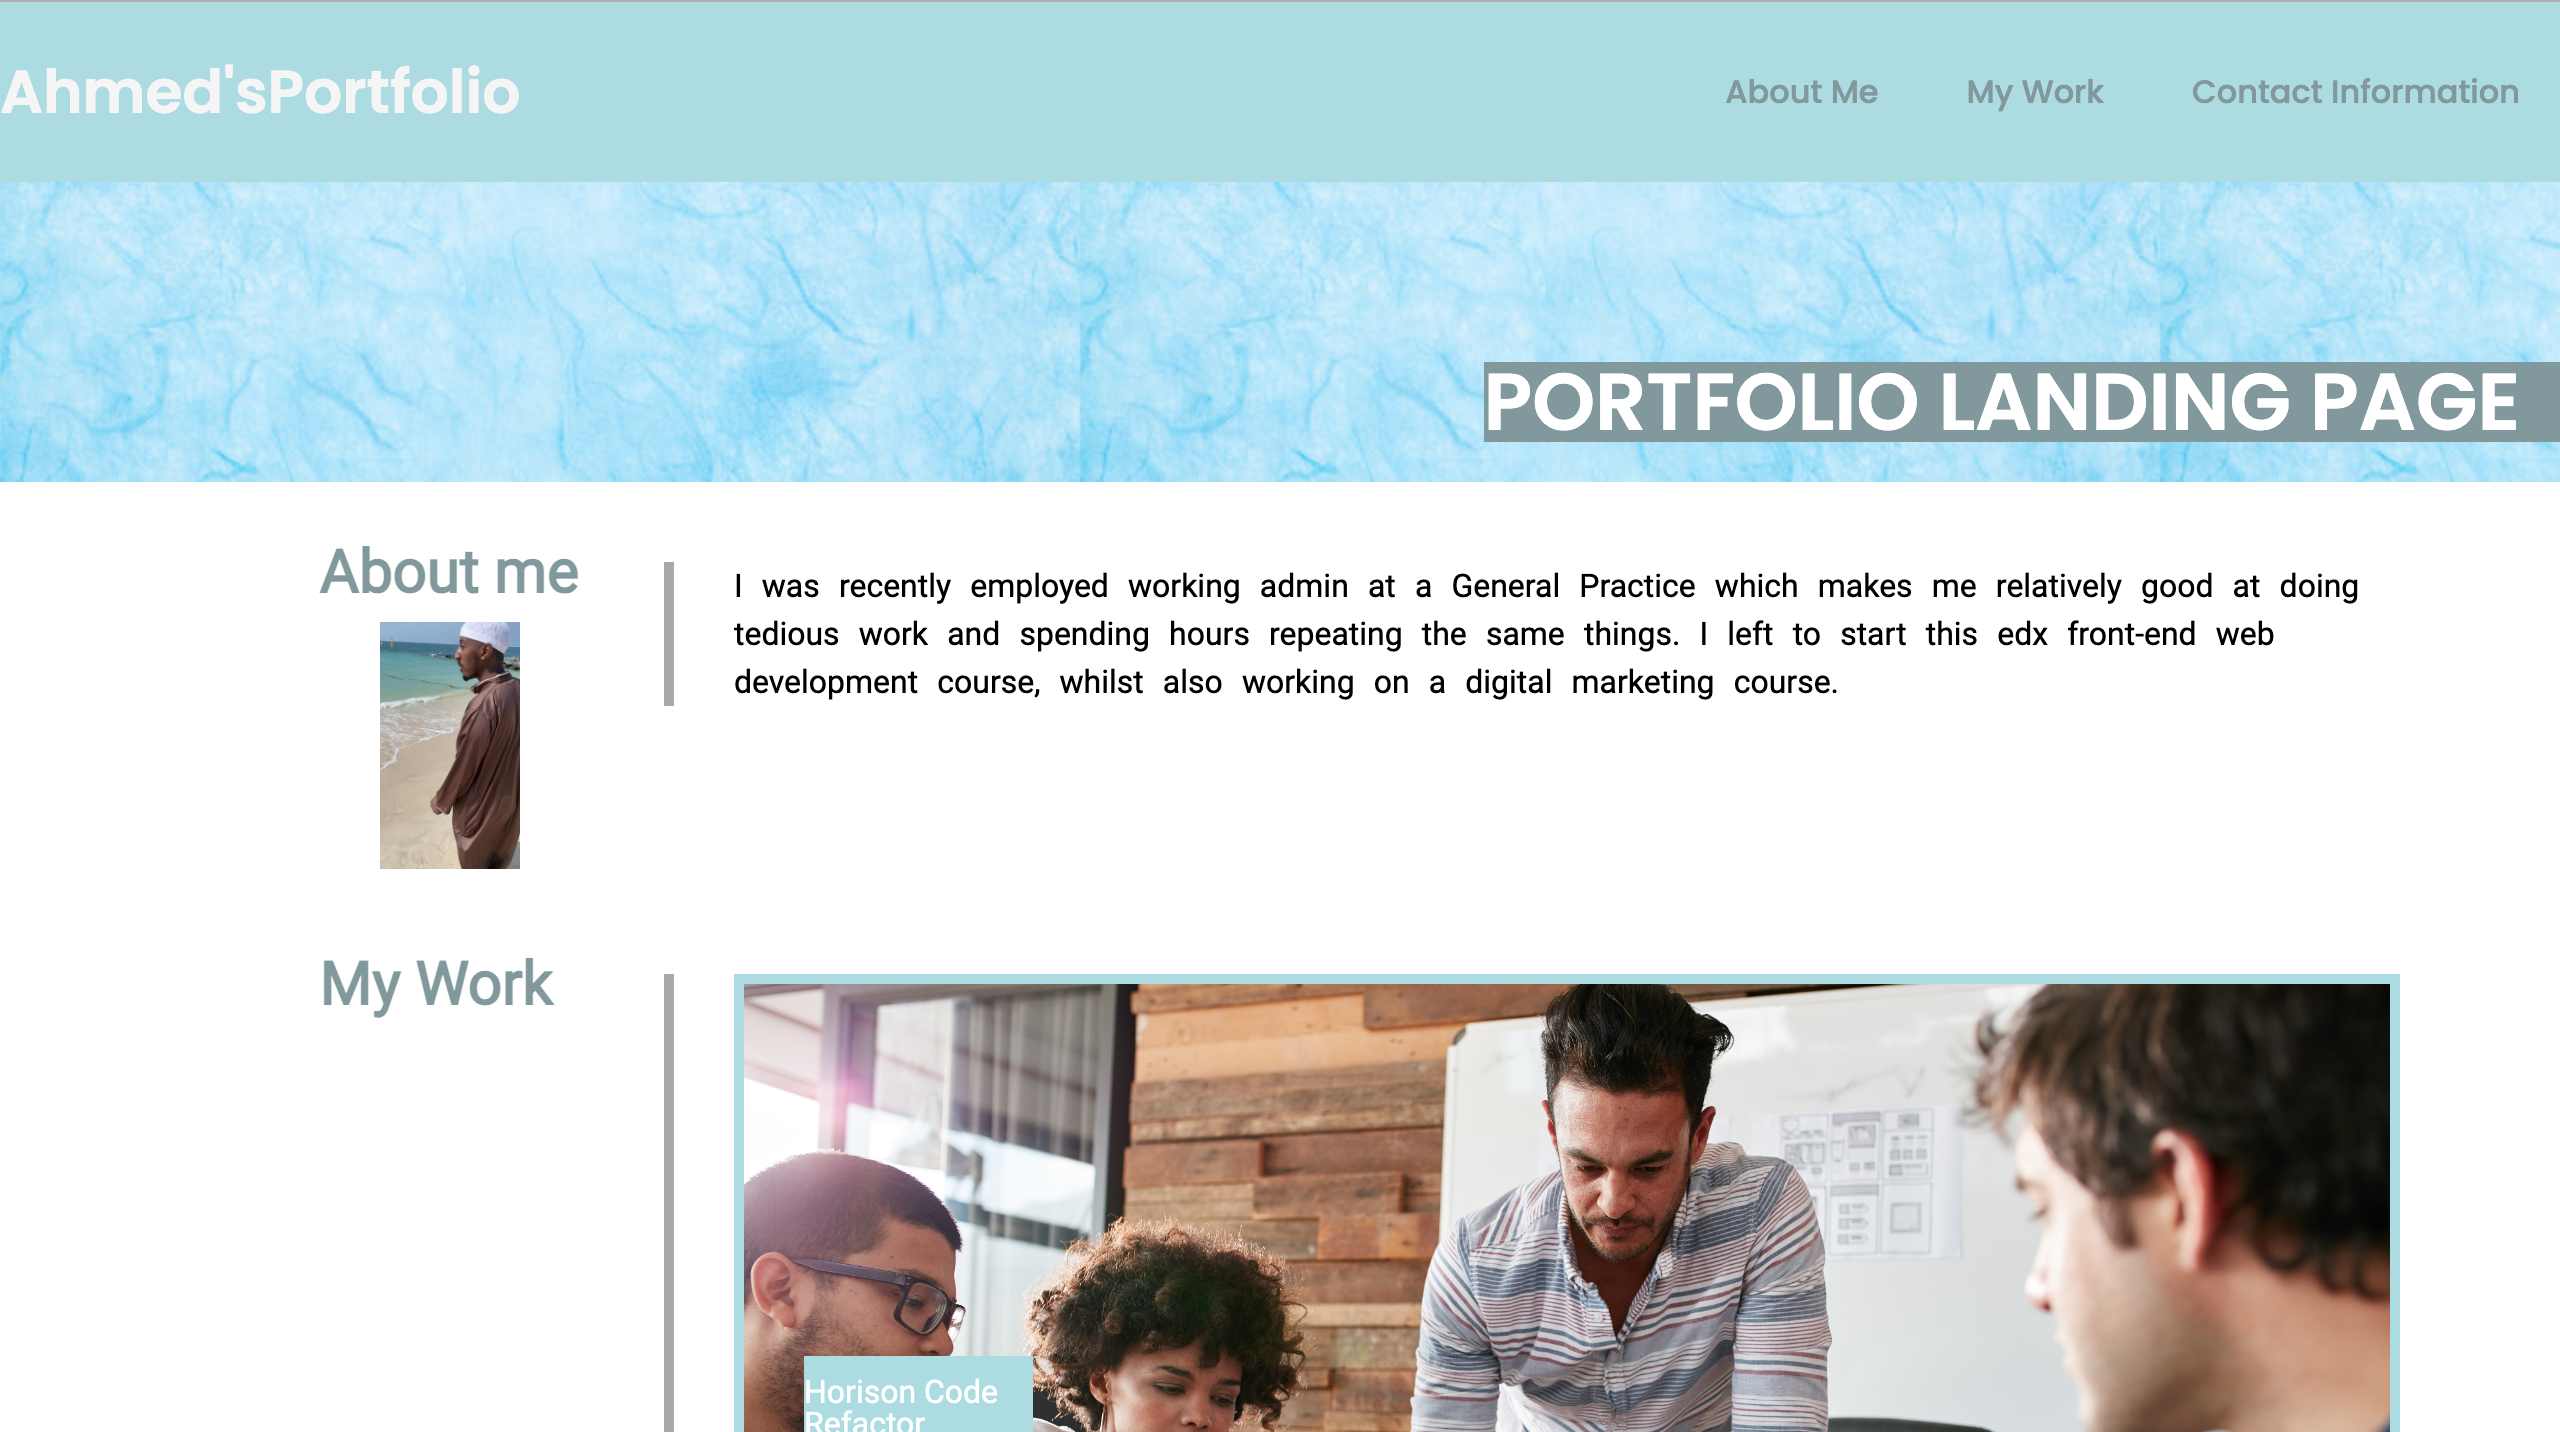 Ahmed'sPortfolio
About Me
My Work
Contact Information
PORTFOLIO LANDING PAGE
About me
I was recently employed working admin at a General Practice which makes me relatively good at doing
tedious work and spending hours repeating the same things. I left to start this edx front-end web
development course, whilst also working on a digital marketing course.
My Work
Horison Code
Refactor